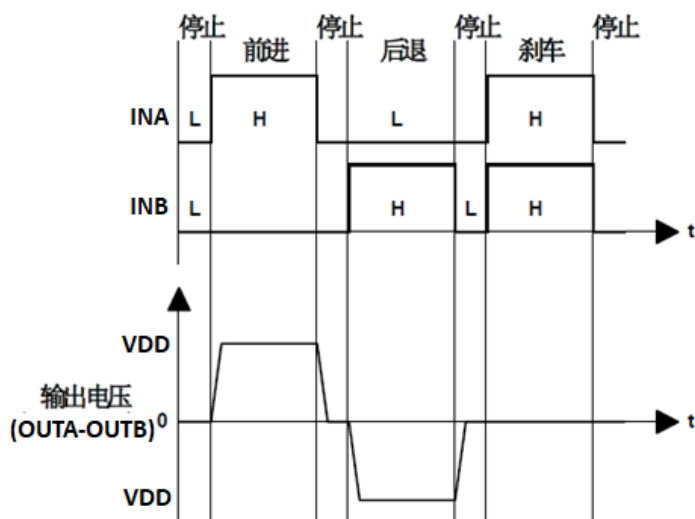 停止 停止 停止 停止
前进 后退 刹车
INA L H L H
INB L H L H
t
VDD
输出电压
(OUTA-OUTB) 0 t
VDD